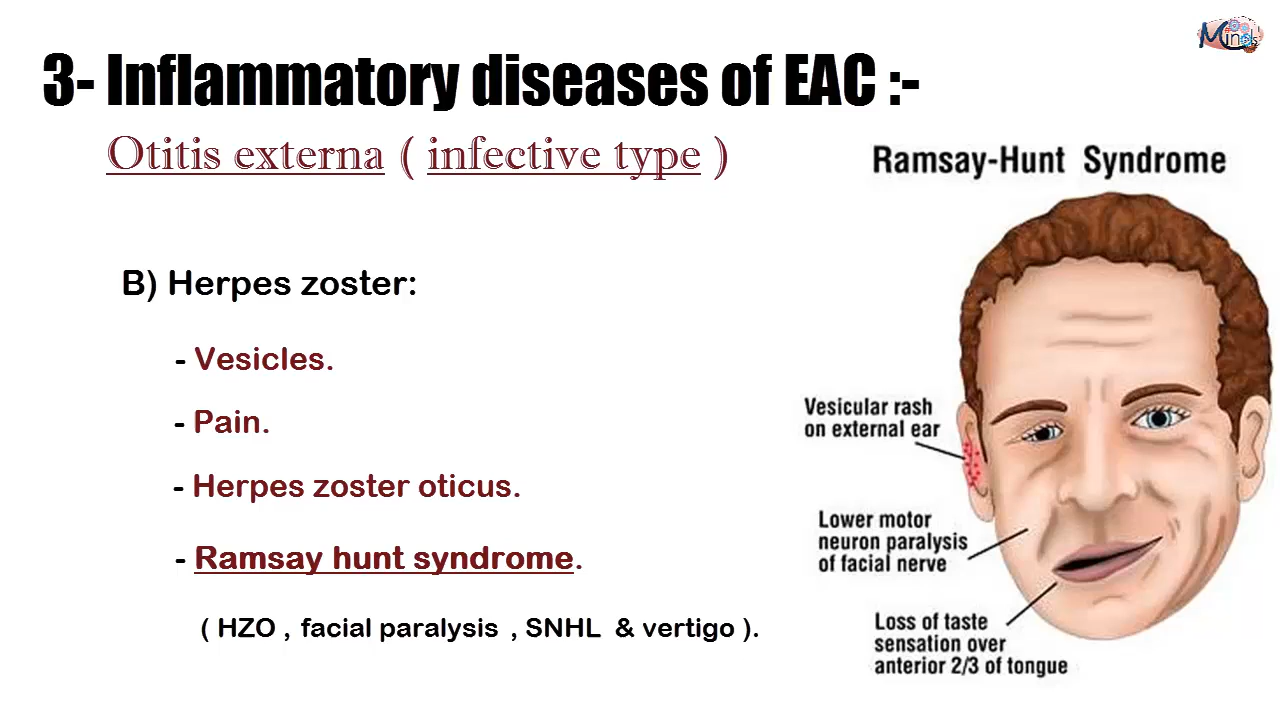 Minds
3- Inflammatory diseases of EAC :-
Otitis externa ( infective type )
Ramsay-Hunt Syndrome
B) Herpes zoster:
- Vesicles.
- Pain.
- Herpes zoster oticus.
- Ramsay hunt syndrome.
( HZO , facial paralysis , SNHL & vertigo ).
Vesicular rash
on external ear
Lower motor
neuron paralysis
of facial nerve
Loss of taste
sensation over
anterior 2/3 of tongue